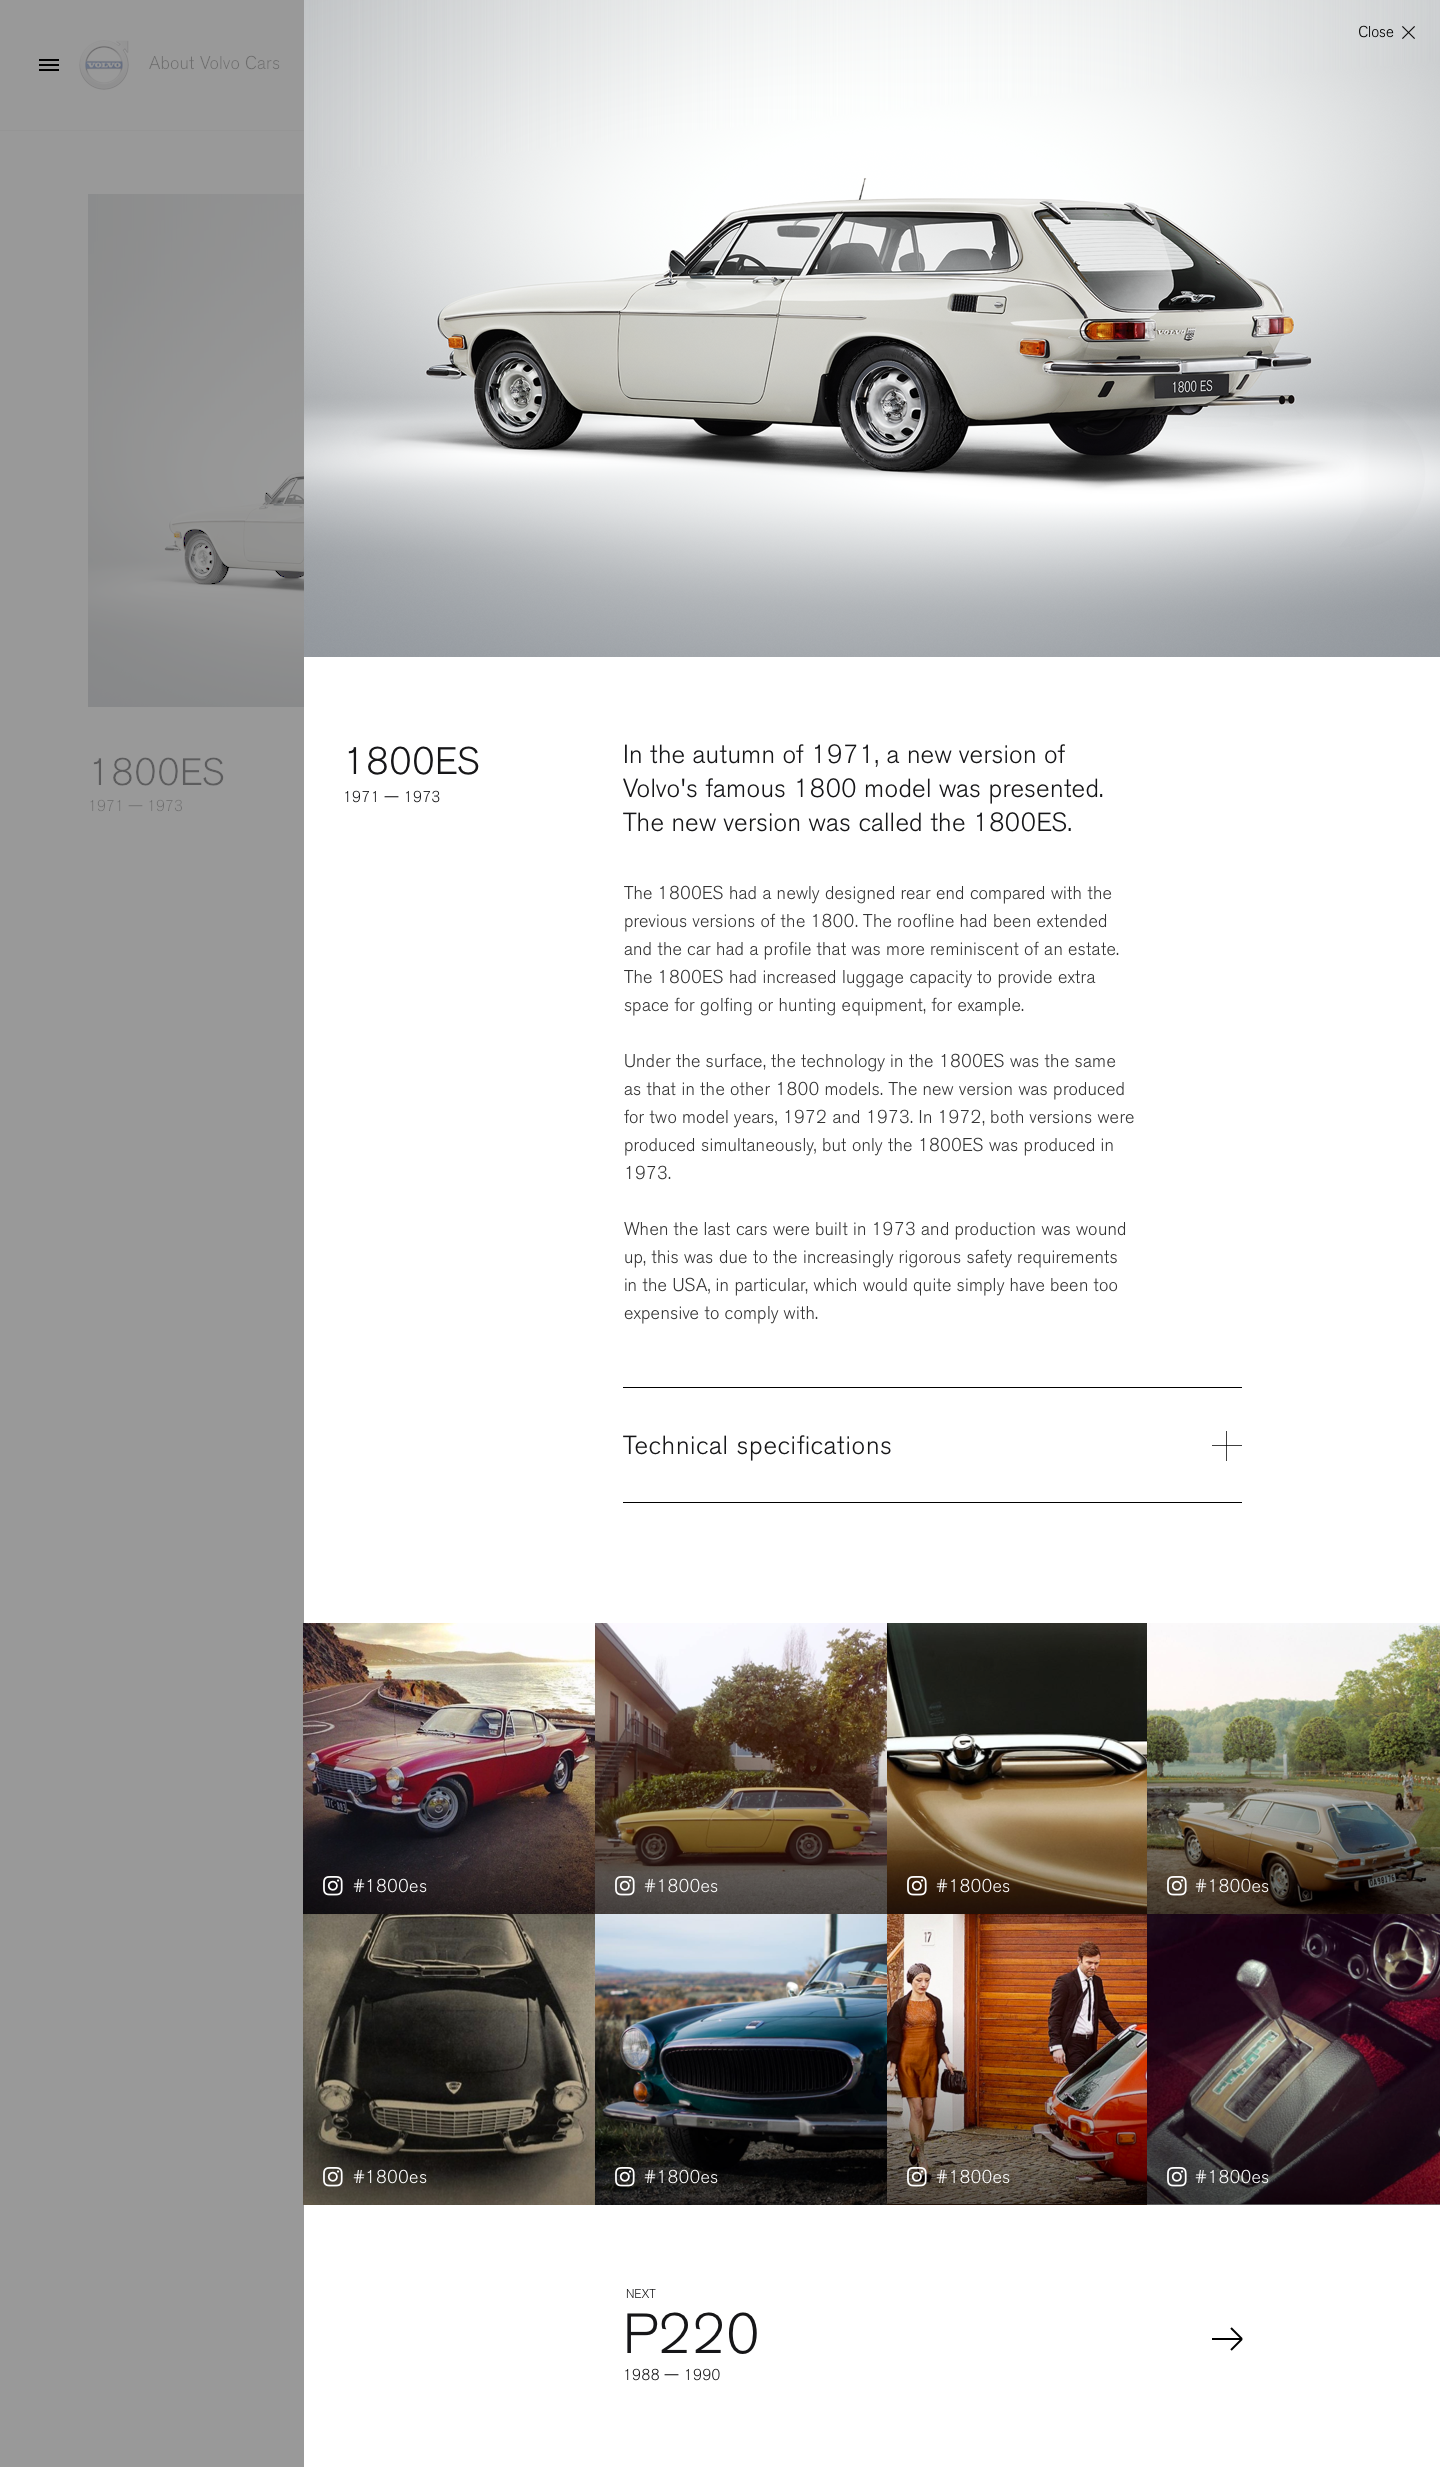 Close
VOLVO
About Volvo Cars
VOLVO
1800 ES
1800ES
1971 — 1973
1800ES
1971 — 1973
In the autumn of 1971, a new version of
Volvo's famous 1800 model was presented.
The new version was called the 1800ES.
The 1800ES had a newly designed rear end compared with the
previous versions of the 1800. The roofline had been extended
and the car had a profile that was more reminiscent of an estate.
The 1800ES had increased luggage capacity to provide extra
space for golfing or hunting equipment, for example.
Under the surface, the technology in the 1800ES was the same
as that in the other 1800 models. The new version was produced
for two model years, 1972 and 1973. In 1972, both versions were
produced simultaneously, but only the 1800ES was produced in
1973.
When the last cars were built in 1973 and production was wound
up, this was due to the increasingly rigorous safety requirements
in the USA, in particular, which would quite simply have been too
expensive to comply with.
Technical specifications
#1800es
#1800es
#1800es
#1800es
17
#1800es
#1800es
#1800es
#1800es
NEXT
P220
1988 — 1990